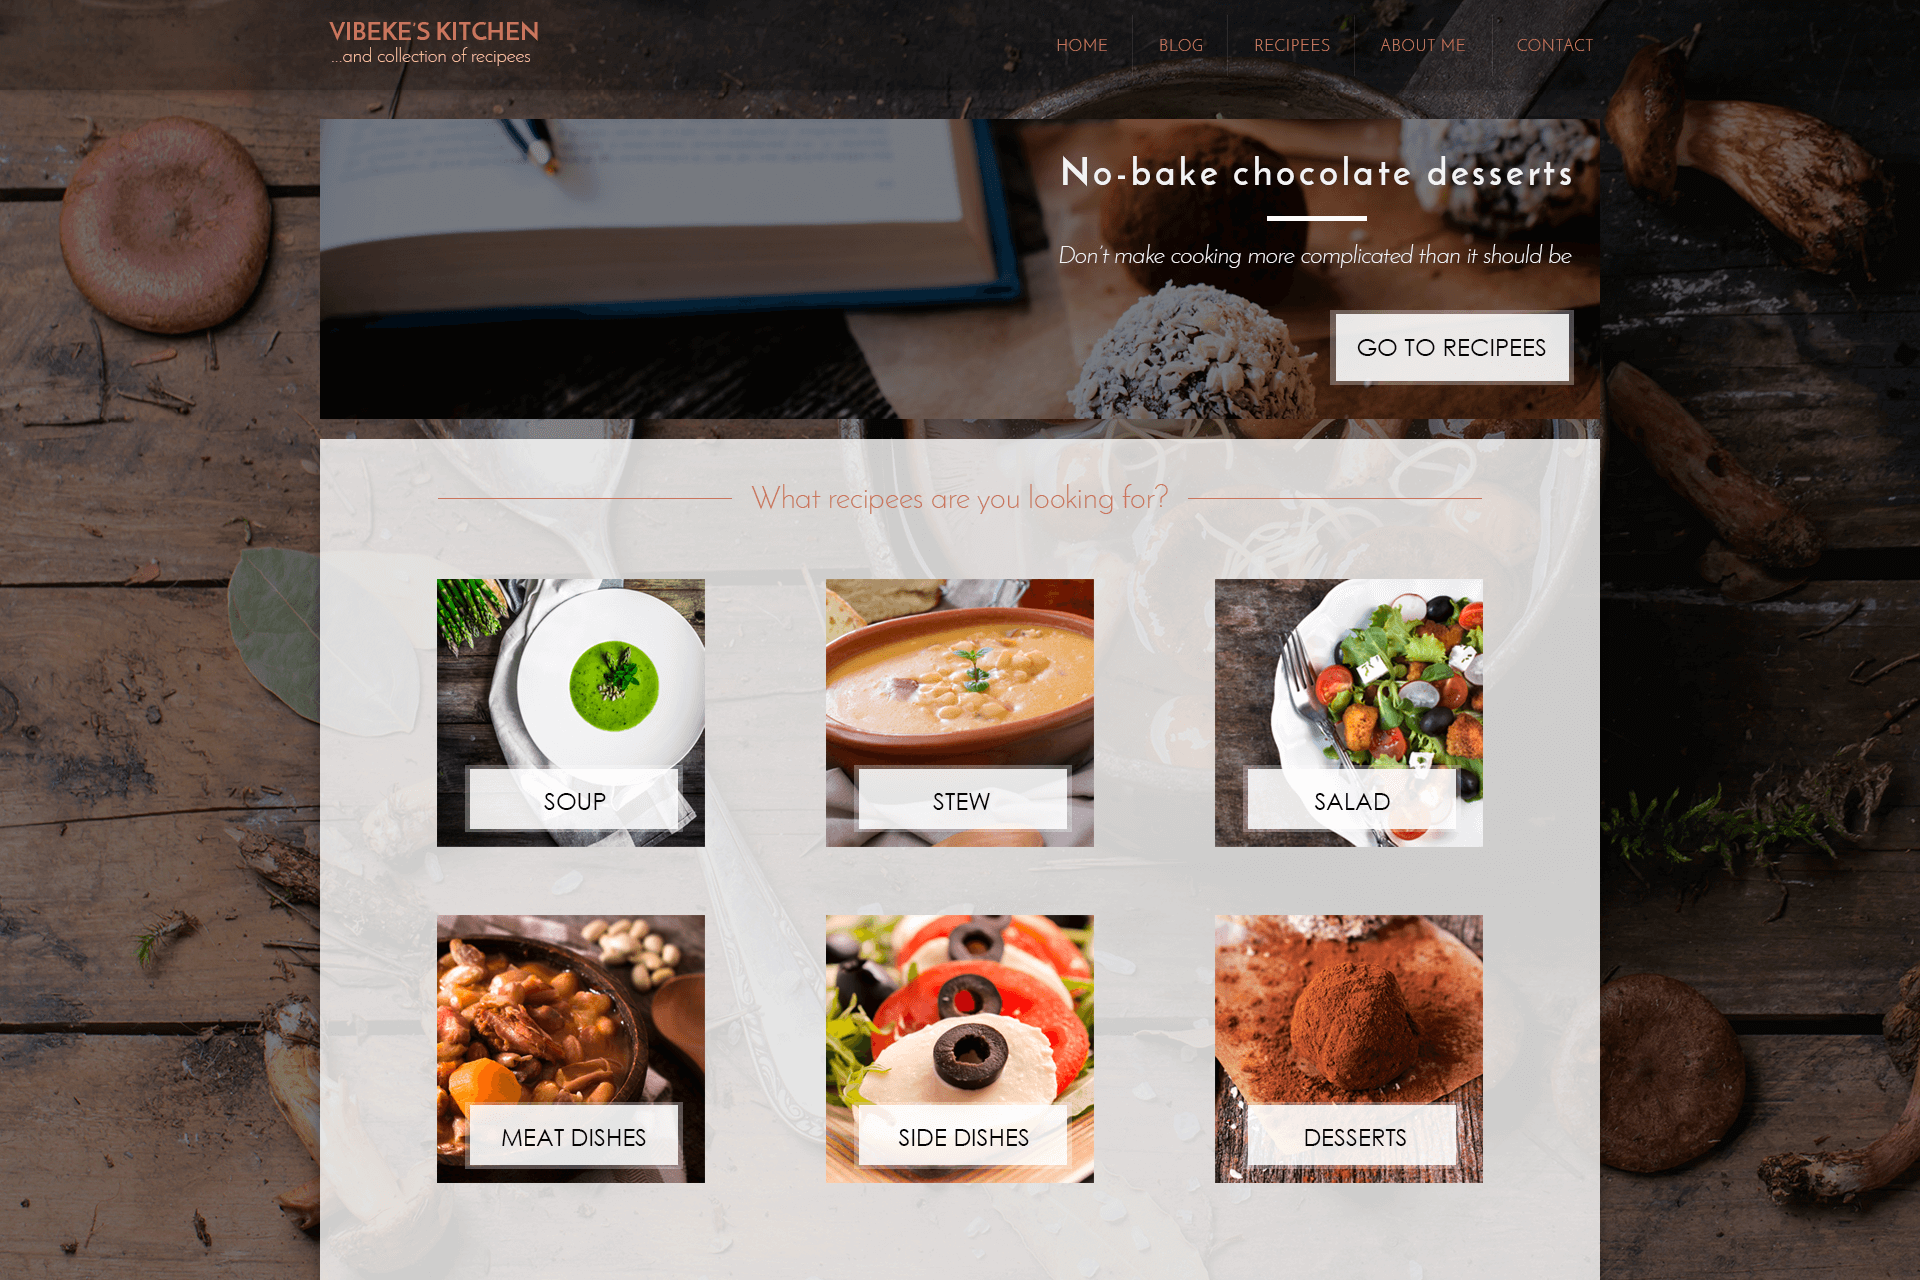 VIBEKE'S KITCHEN
...and collection of recipees
HOME BLOG RECIPEES ABOUT ME CONTACT
No-bake chocolate desserts
Don't make cooking more complicated than it should be
GO TO RECIPEES
What recipees are you looking for?
SOUP STEW SALAD
MEAT DISHES SIDE DISHES DESSERTS